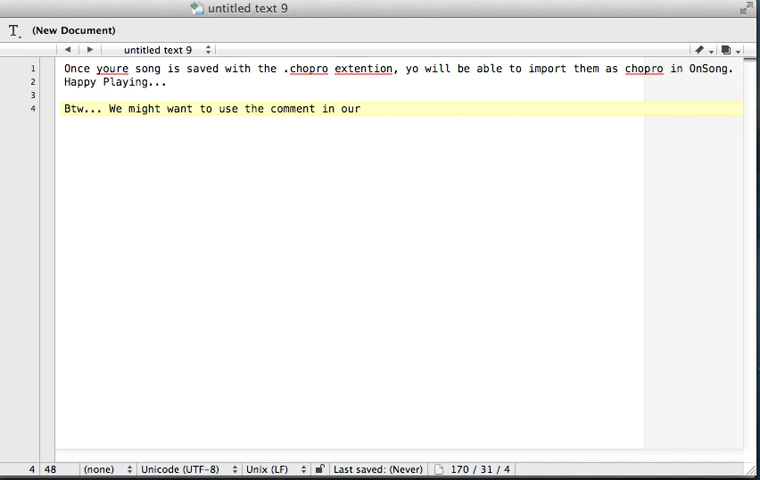 untitled text 9
T. (New Document)
untitled text 9
1 Once youre song is saved with the .chopro extention, yo will be able to import them as chopro in OnSong.
2 Happy Playing...
3
4 Btw... We might want to use the comment in our
4 48 (none) Unicode (UTF-8) Unix (LF) Last saved: (Never) 170 / 31 / 4